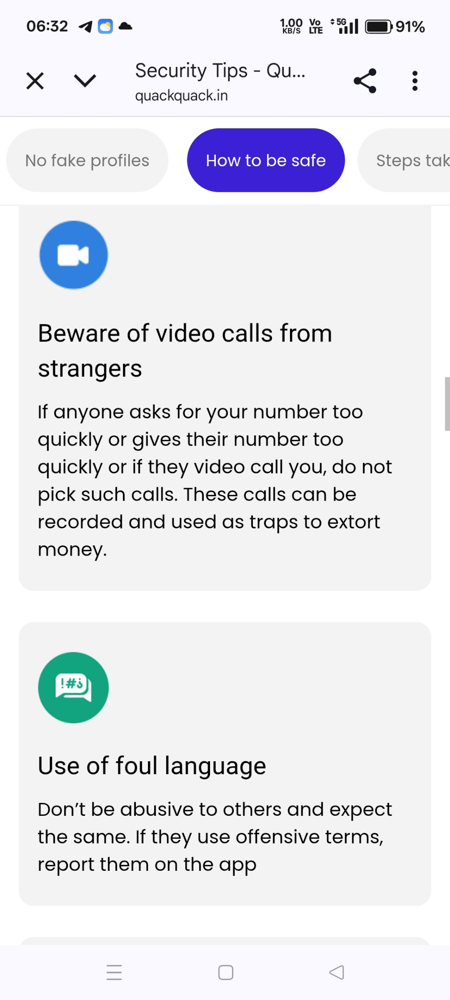 06:32
1.00 KB/S Vo LTE 5G 91%
Security Tips - Qu...
quackquack.in
No fake profiles
How to be safe
Steps tak
Beware of video calls from
strangers
If anyone asks for your number too
quickly or gives their number too
quickly or if they video call you, do not
pick such calls. These calls can be
recorded and used as traps to extort
money.
!#¿
Use of foul language
Don’t be abusive to others and expect
the same. If they use offensive terms,
report them on the app